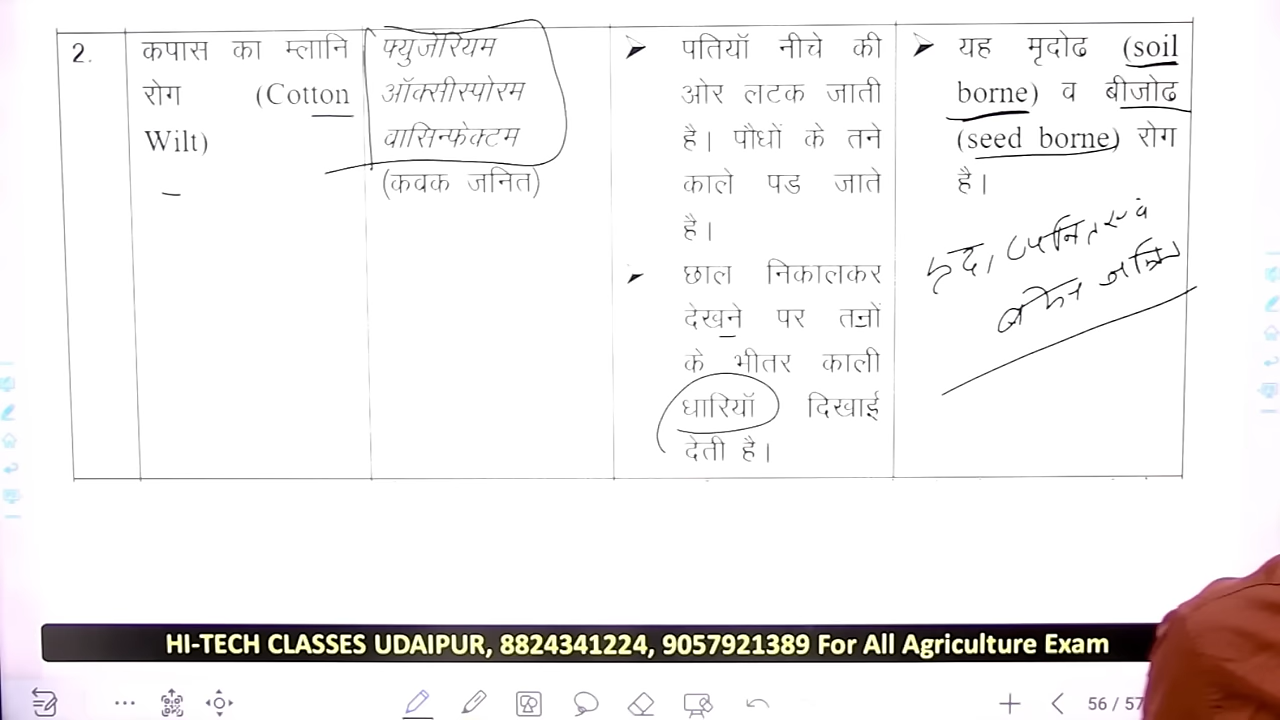 2.
कपास का म्लानि
रोग (Cotton
Wilt)
फ्युजेरियम
ऑक्सीस्पोरम
वासिन्फेक्टम
(कवक जनित)
➤ पतियॉ नीचे की
ओर लटक जाती
है। पौधों के तने
काले पड जाते
है।
➤ छाल निकालकर
देखने पर तनों
के भीतर काली
धारियॉ दिखाई
देती है।
➤ यह मृदोढ (soil
borne) व बीजोढ
(seed borne) रोग
है।
HI-TECH CLASSES UDAIPUR, 8824341224, 9057921389 For All Agriculture Exam
56 / 57